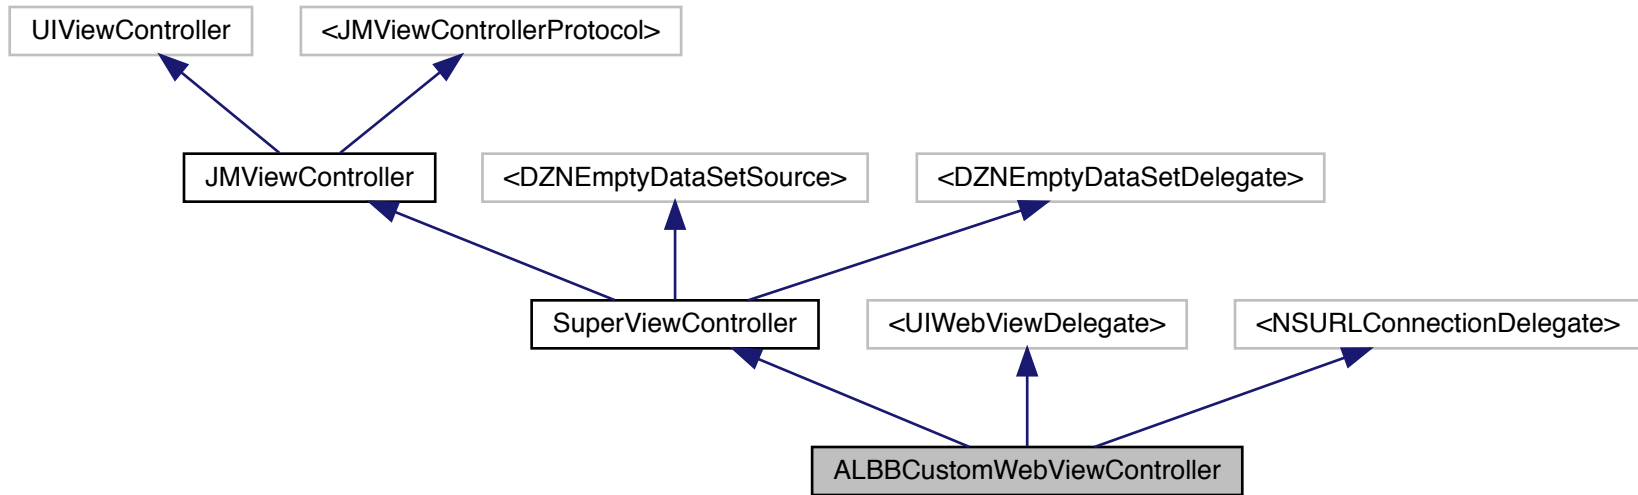 UIViewController
<JMViewControllerProtocol>
JMViewController
<DZNEmptyDataSetSource>
<DZNEmptyDataSetDelegate>
SuperViewController
<UIWebViewDelegate>
<NSURLConnectionDelegate>
ALBBCustomWebViewController